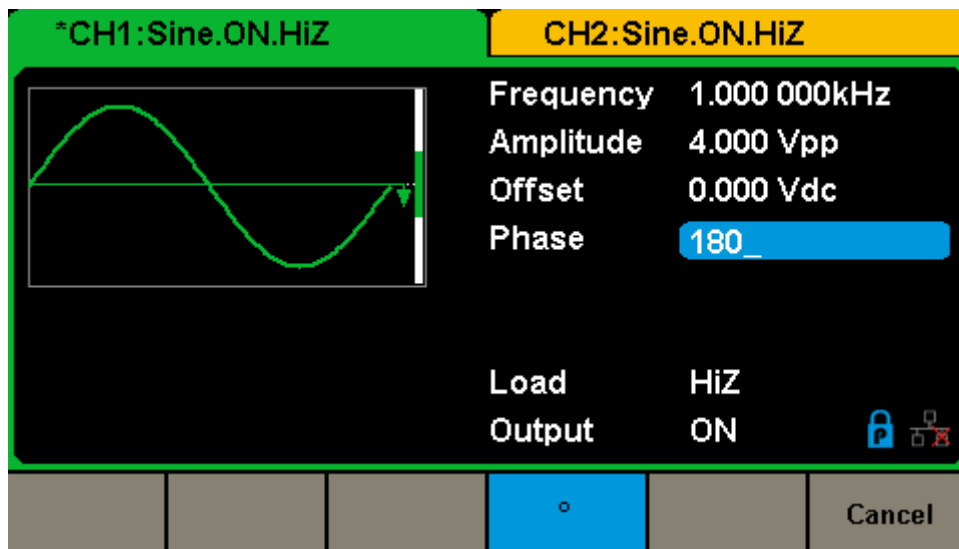 *CH1:Sine.ON.HiZ
CH2:Sine.ON.HiZ
Frequency 1.000 000kHz
Amplitude 4.000 Vpp
Offset 0.000 Vdc
Phase 180_
Load HiZ
Output ON
P
° Cancel